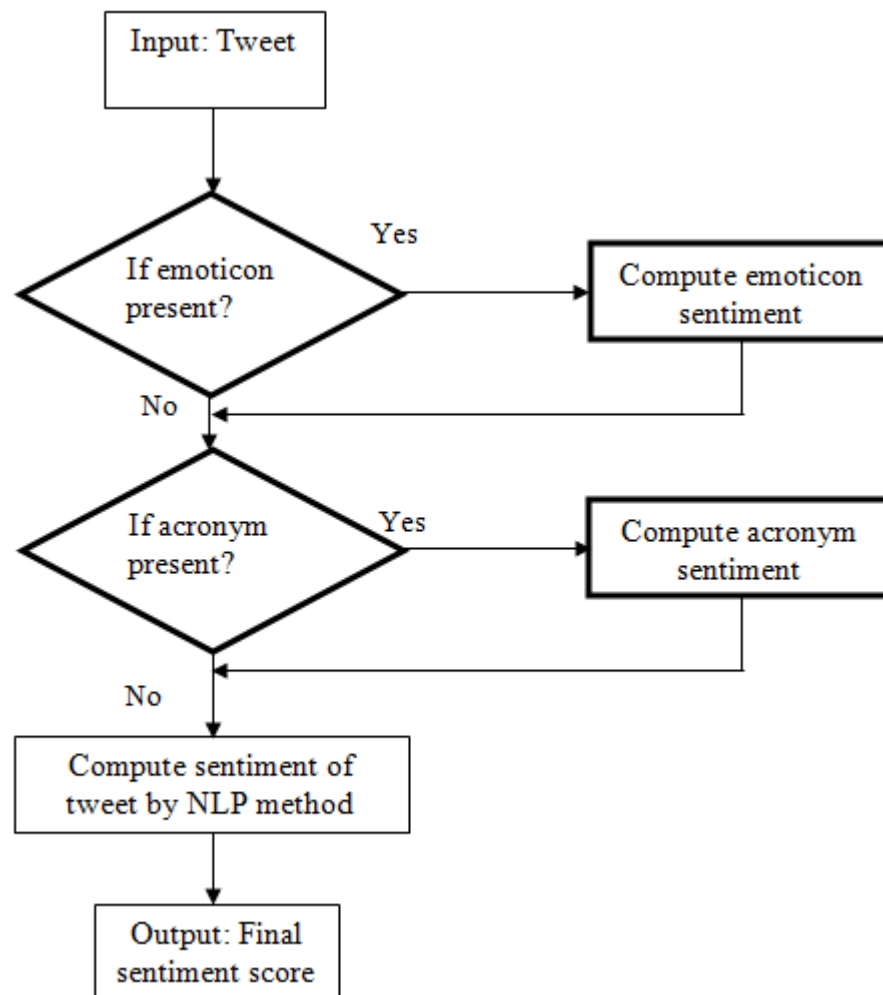 Input: Tweet
If emoticon
present?
Yes
Compute emoticon
sentiment
No
If acronym
present?
Yes
Compute acronym
sentiment
No
Compute sentiment of
tweet by NLP method
Output: Final
sentiment score